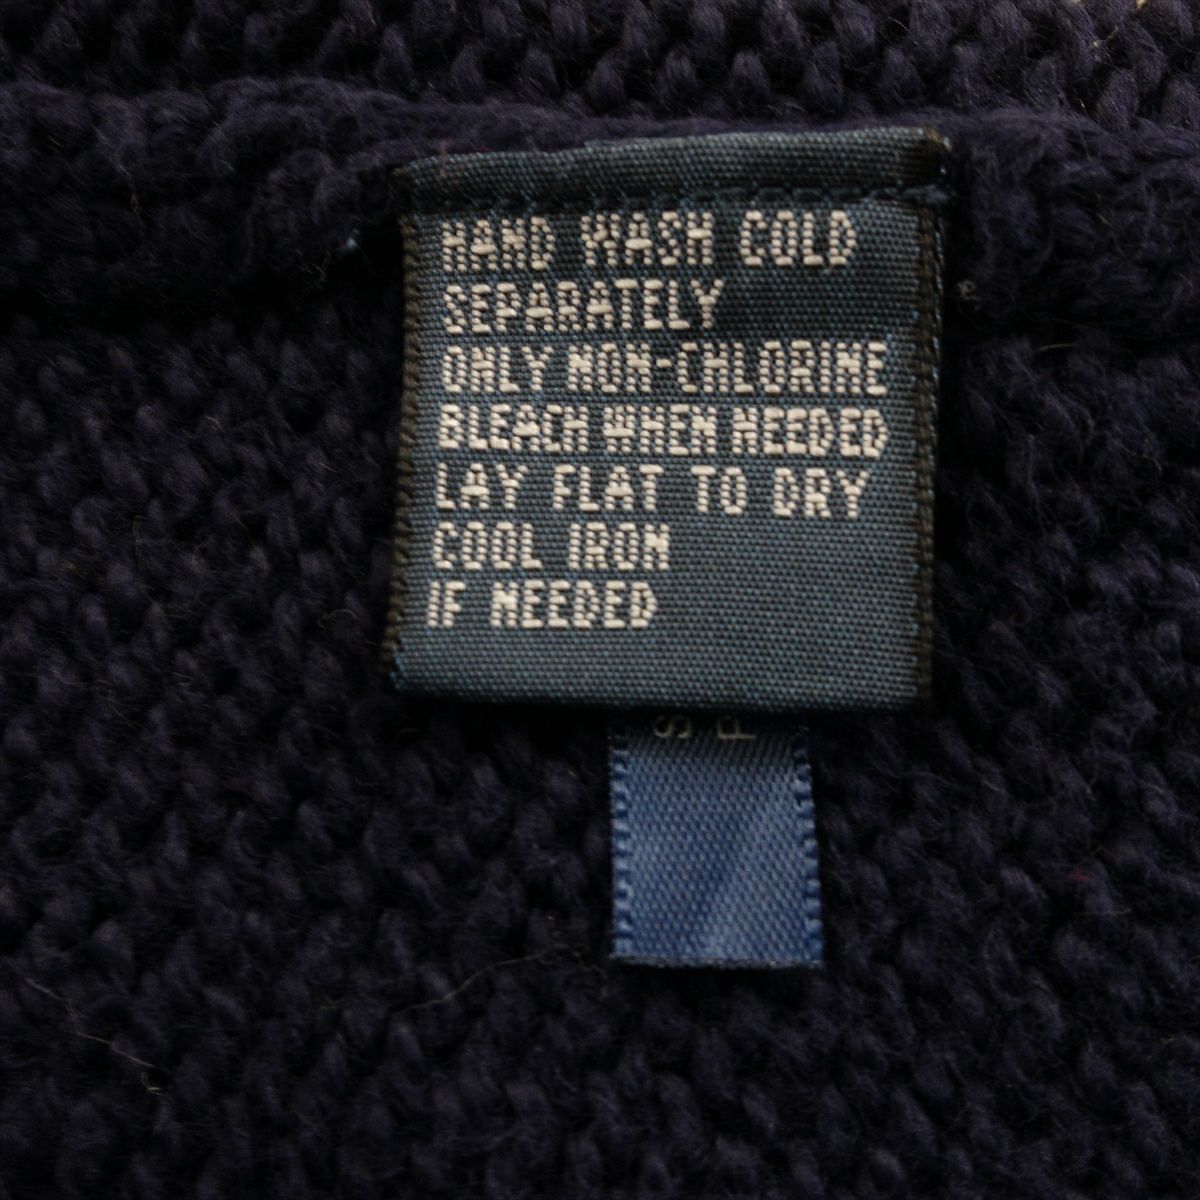 HAND WASH COLD
SEPARATELY
ONLY NON-CHLORINE
BLEACH WHEN NEEDED
LAY FLAT TO DRY
COOL IRON
IF NEEDED
S
P